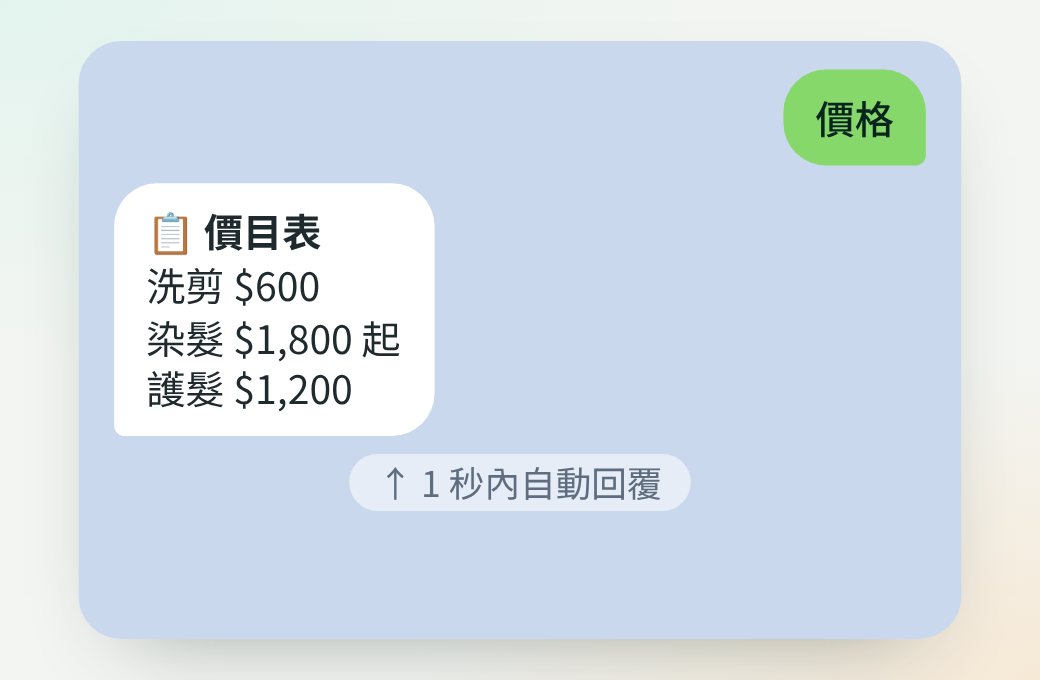 價格
📋 價目表
洗剪 $600
染髮 $1,800 起
護髮 $1,200
↑ 1 秒內自動回覆